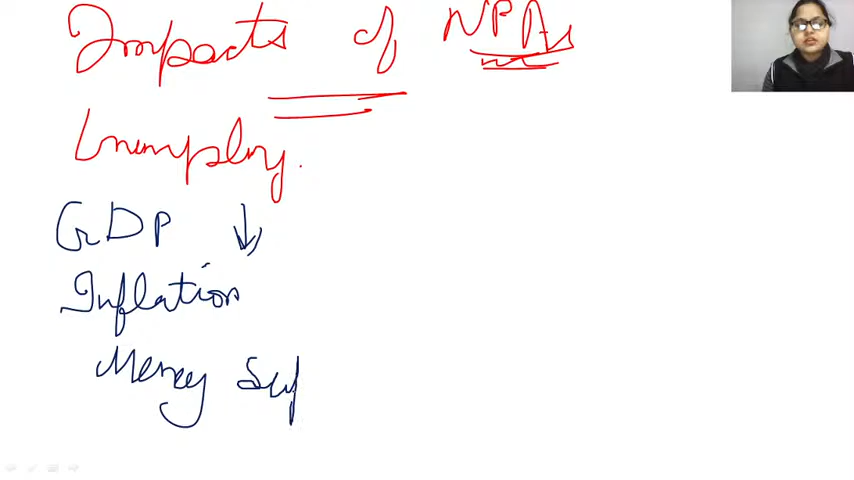 Impacts of NPAs
Unemploy.
GDP ↓
Inflation
Money Sup